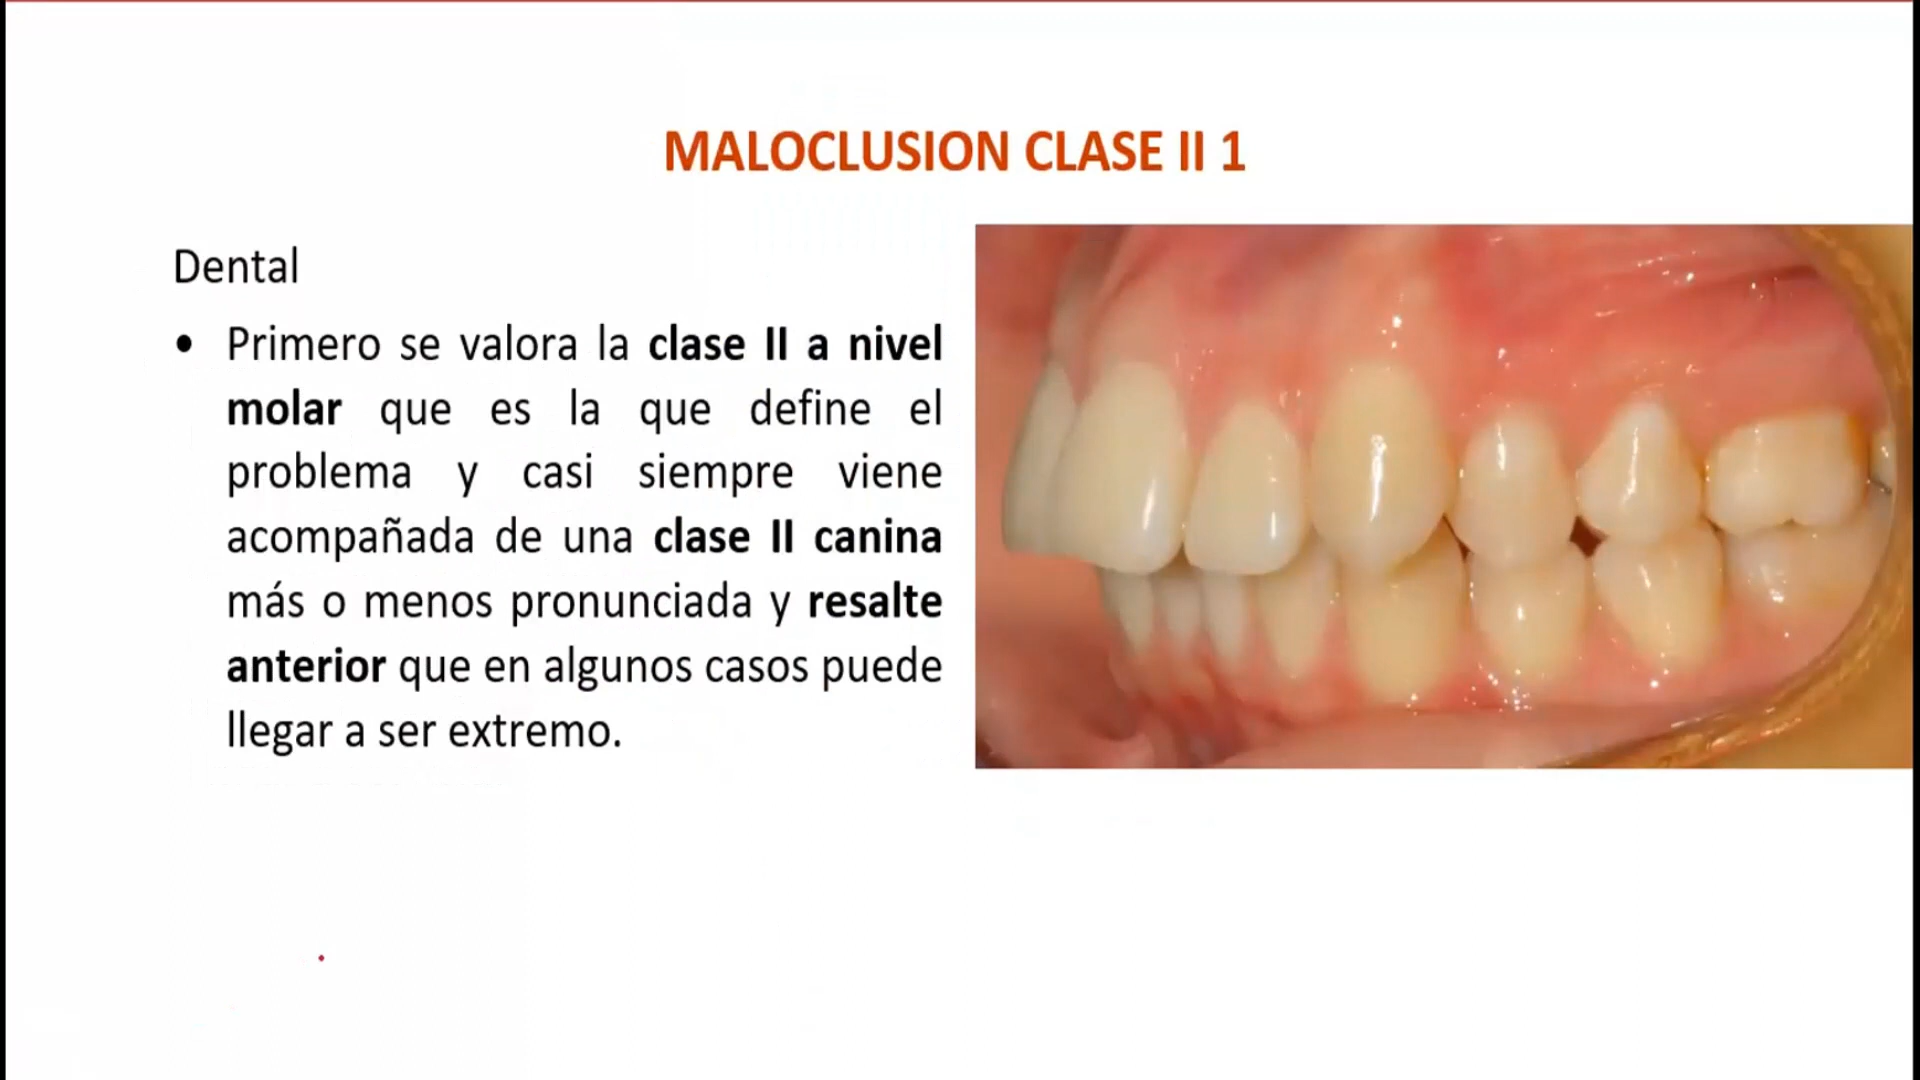 MALOCLUSION CLASE II 1
Dental
• Primero se valora la clase II a nivel
molar que es la que define el
problema y casi siempre viene
acompañada de una clase II canina
más o menos pronunciada y resalte
anterior que en algunos casos puede
llegar a ser extremo.